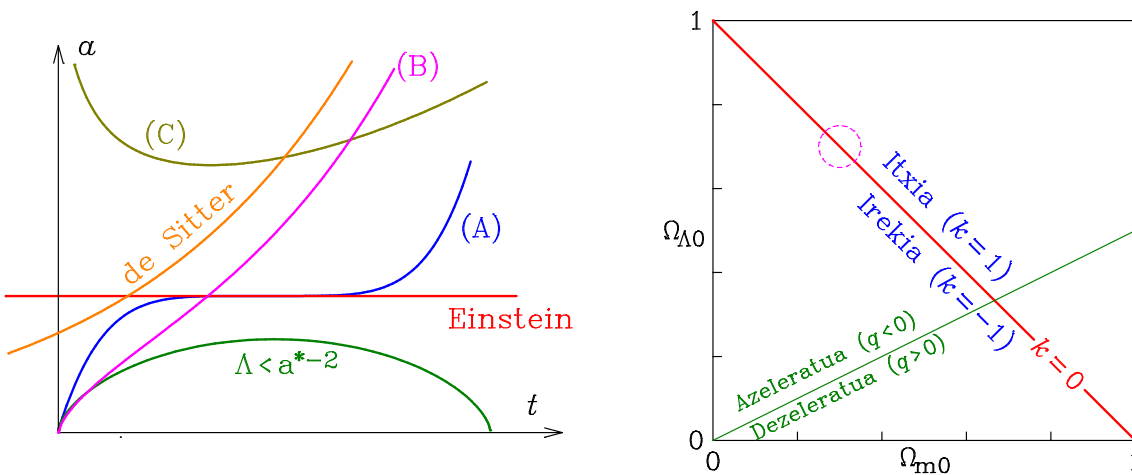 a
(B)
(C)
de Sitter
(A)
Einstein
Λ<a*-2
t
1
Itxia (k=1)
Irekia (k=-1)
ΩΛ0
Azeleratua (q<0)
Dezeleratua (q>0)
k=0
0
0
Ωm0